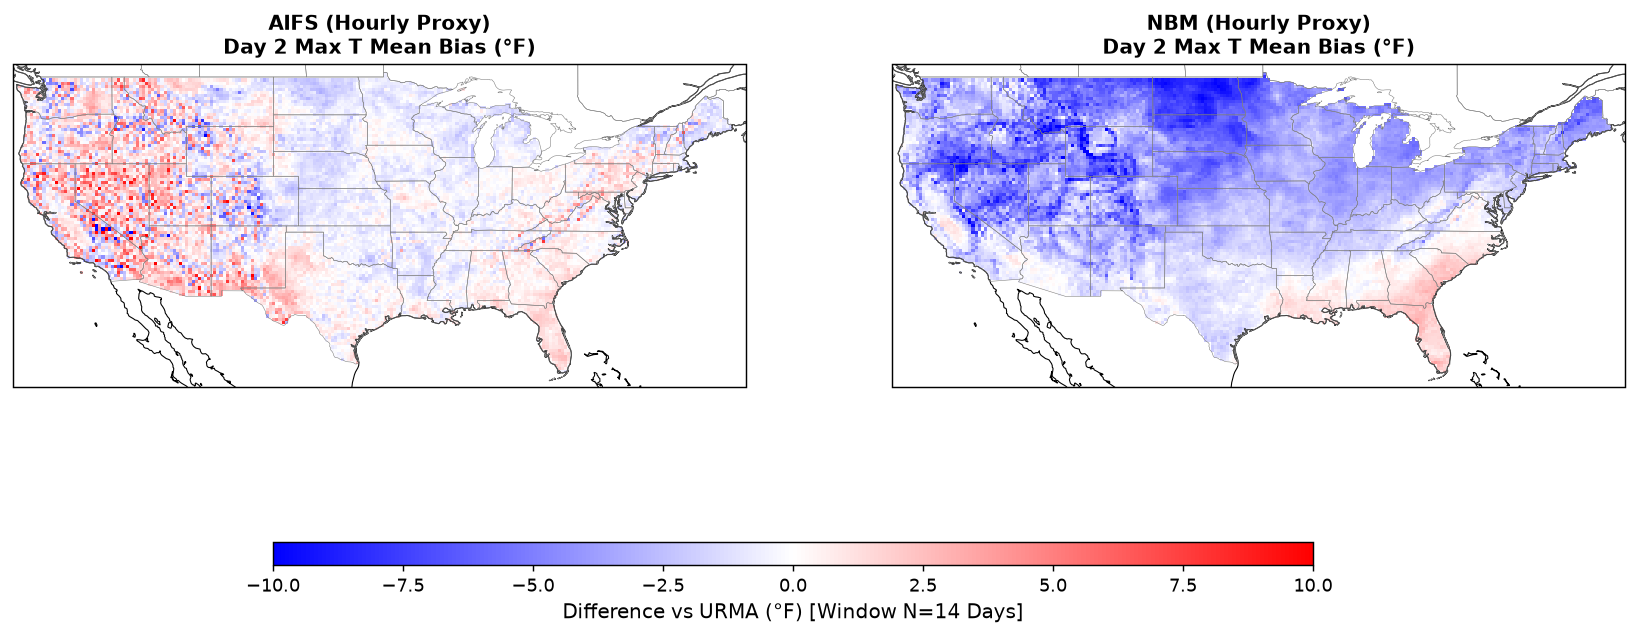 AIFS (Hourly Proxy)
Day 2 Max T Mean Bias (°F)
NBM (Hourly Proxy)
Day 2 Max T Mean Bias (°F)
−10.0 −7.5 −5.0 −2.5 0.0 2.5 5.0 7.5 10.0
Difference vs URMA (°F) [Window N=14 Days]